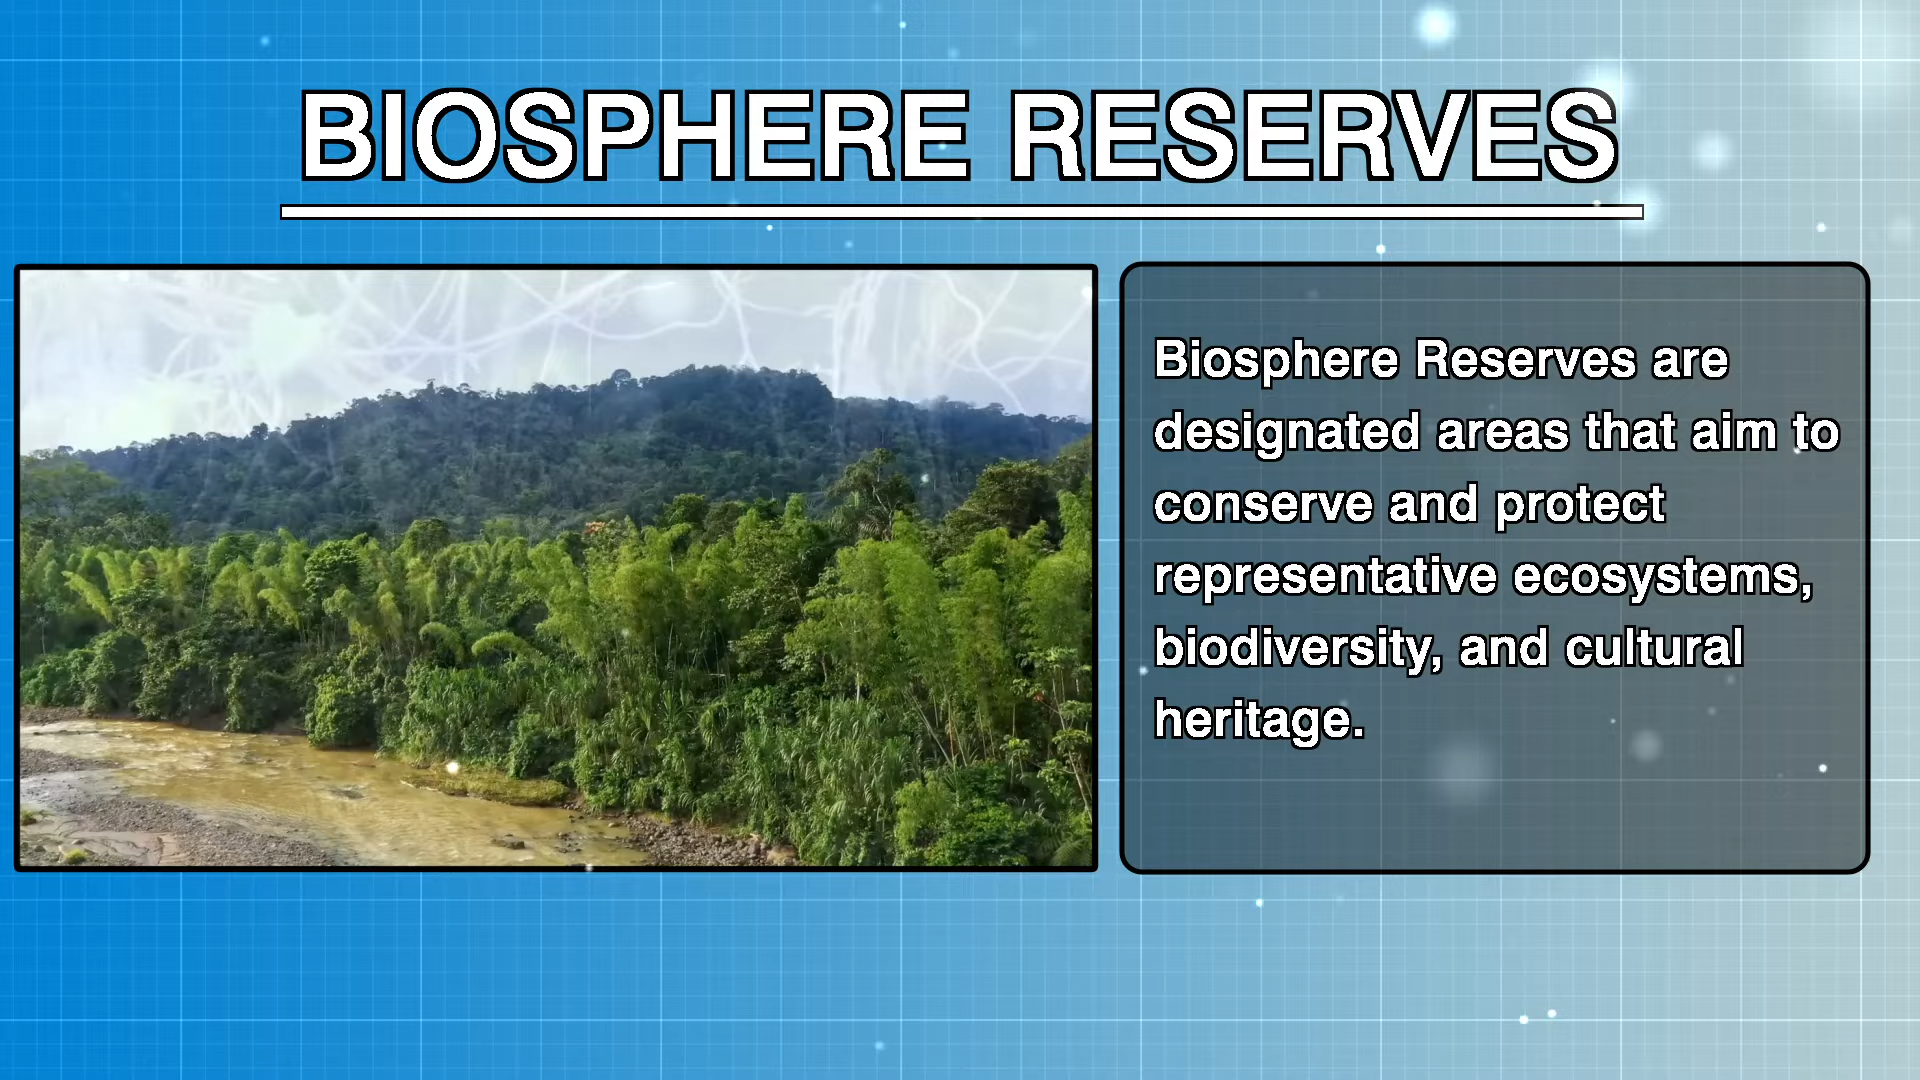 BIOSPHERE RESERVES
Biosphere Reserves are
designated areas that aim to
conserve and protect
representative ecosystems,
biodiversity, and cultural
heritage.